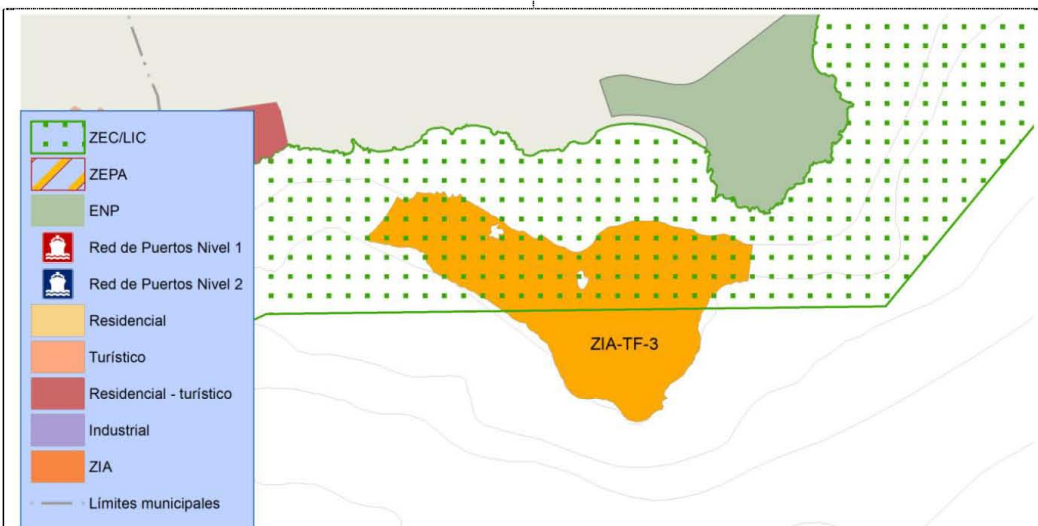 ZEC/LIC
ZEPA
ENP
Red de Puertos Nivel 1
Red de Puertos Nivel 2
Residencial
Turístico
Residencial - turístico
Industrial
ZIA
Límites municipales
ZIA-TF-3